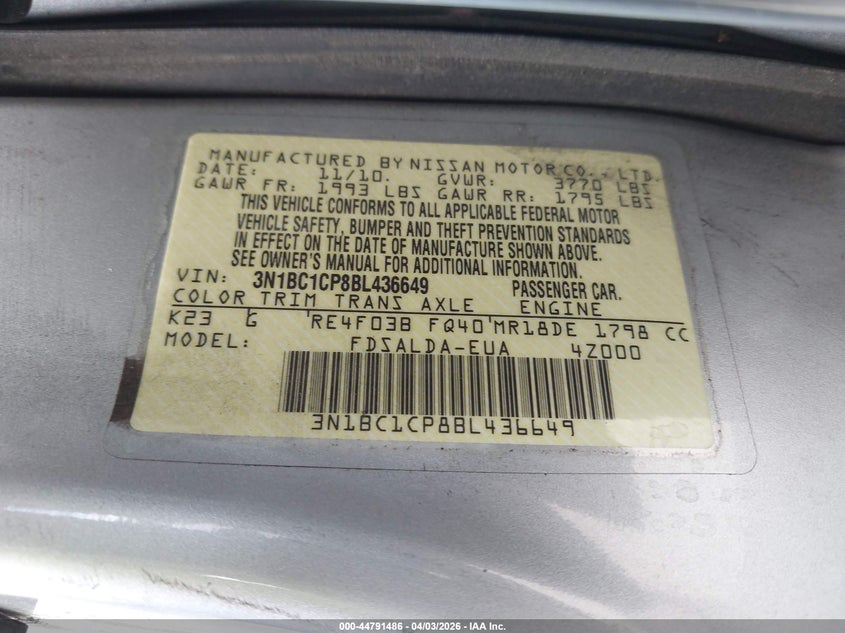 MANUFACTURED BY NISSAN MOTOR CO., LTD.
DATE: 11/10. GVWR: 3770 LBS
GAWR FR: 1993 LBS GAWR RR: 1795 LBS
THIS VEHICLE CONFORMS TO ALL APPLICABLE FEDERAL MOTOR
VEHICLE SAFETY, BUMPER AND THEFT PREVENTION STANDARDS
IN EFFECT ON THE DATE OF MANUFACTURE SHOWN ABOVE.
SEE OWNER'S MANUAL FOR ADDITIONAL INFORMATION.
VIN: 3N1BC1CP8BL436649 PASSENGER CAR.
COLOR TRIM TRANS AXLE ENGINE
K23 G RE4F03B FQ40 MR18DE 1798 CC
MODEL: FDSALDA-EUA 4Z000
3N1BC1CP8BL436649
000-44791486 | 04/03/2026 - IAA Inc.